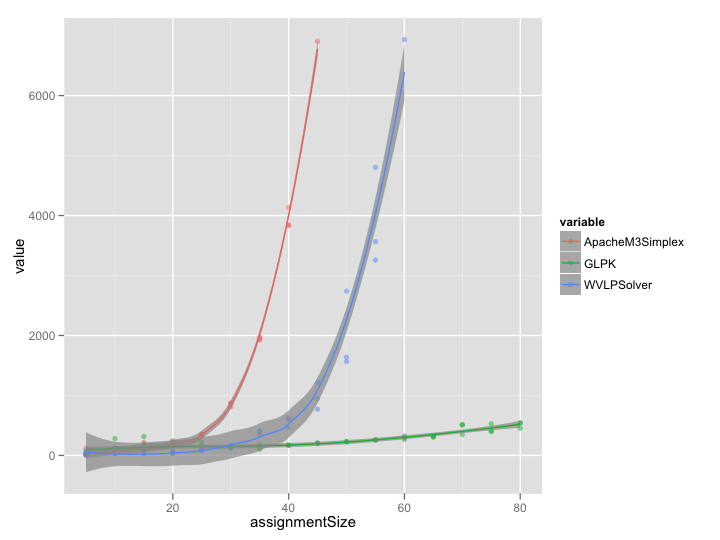 6000
4000
2000
0
value
20
40
60
80
assignmentSize
variable
ApacheM3Simplex
GLPK
WVLPSolver